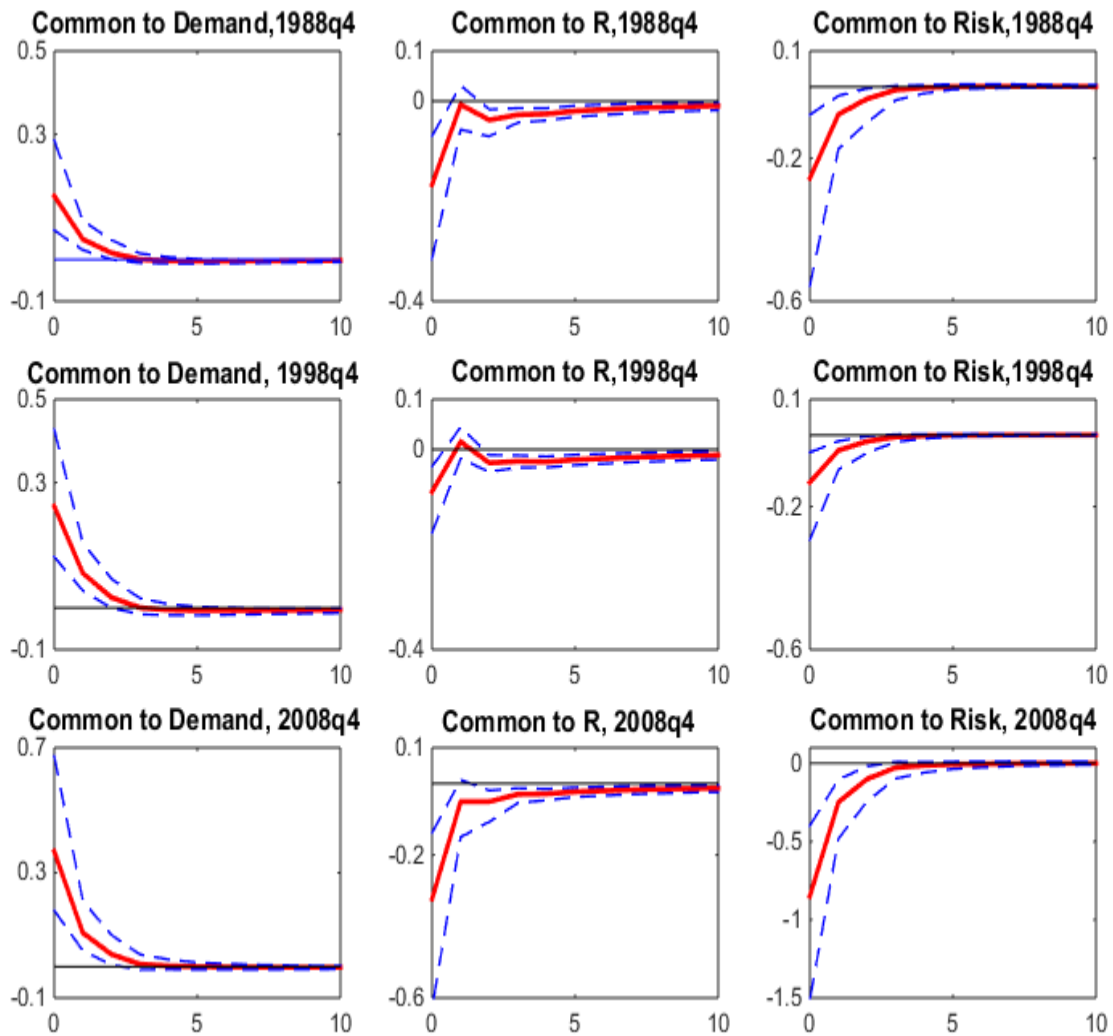 Common to Demand,1988q4
0.5
0.3
-0.1
0 5 10
Common to R,1988q4
0.1
0
-0.4
0 5 10
Common to Risk,1988q4
0.1
-0.2
-0.6
0 5 10
Common to Demand, 1998q4
0.5
0.3
-0.1
0 5 10
Common to R,1998q4
0.1
0
-0.4
0 5 10
Common to Risk,1998q4
0.1
-0.2
-0.6
0 5 10
Common to Demand, 2008q4
0.7
0.3
-0.1
0 5 10
Common to R, 2008q4
0.1
-0.2
-0.6
0 5 10
Common to Risk, 2008q4
0
-0.5
-1
-1.5
0 5 10